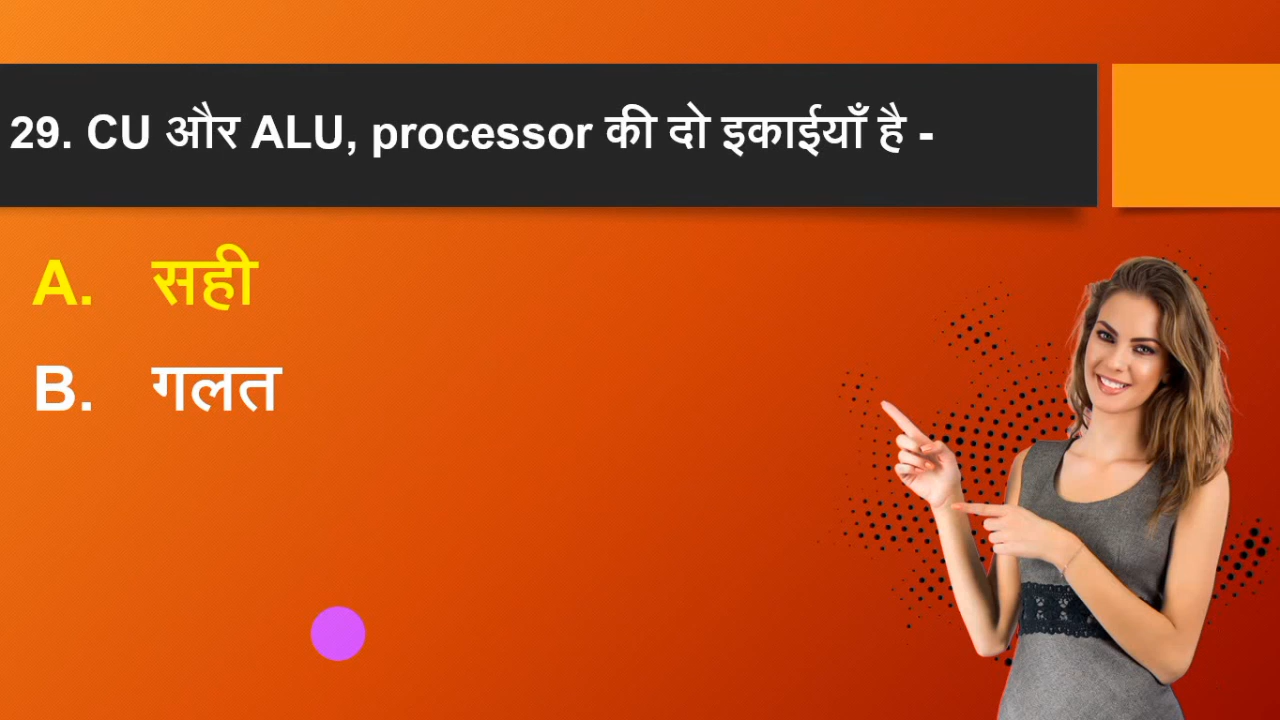 29. CU और ALU, processor की दो इकाईयाँ है -
A. सही
B. गलत